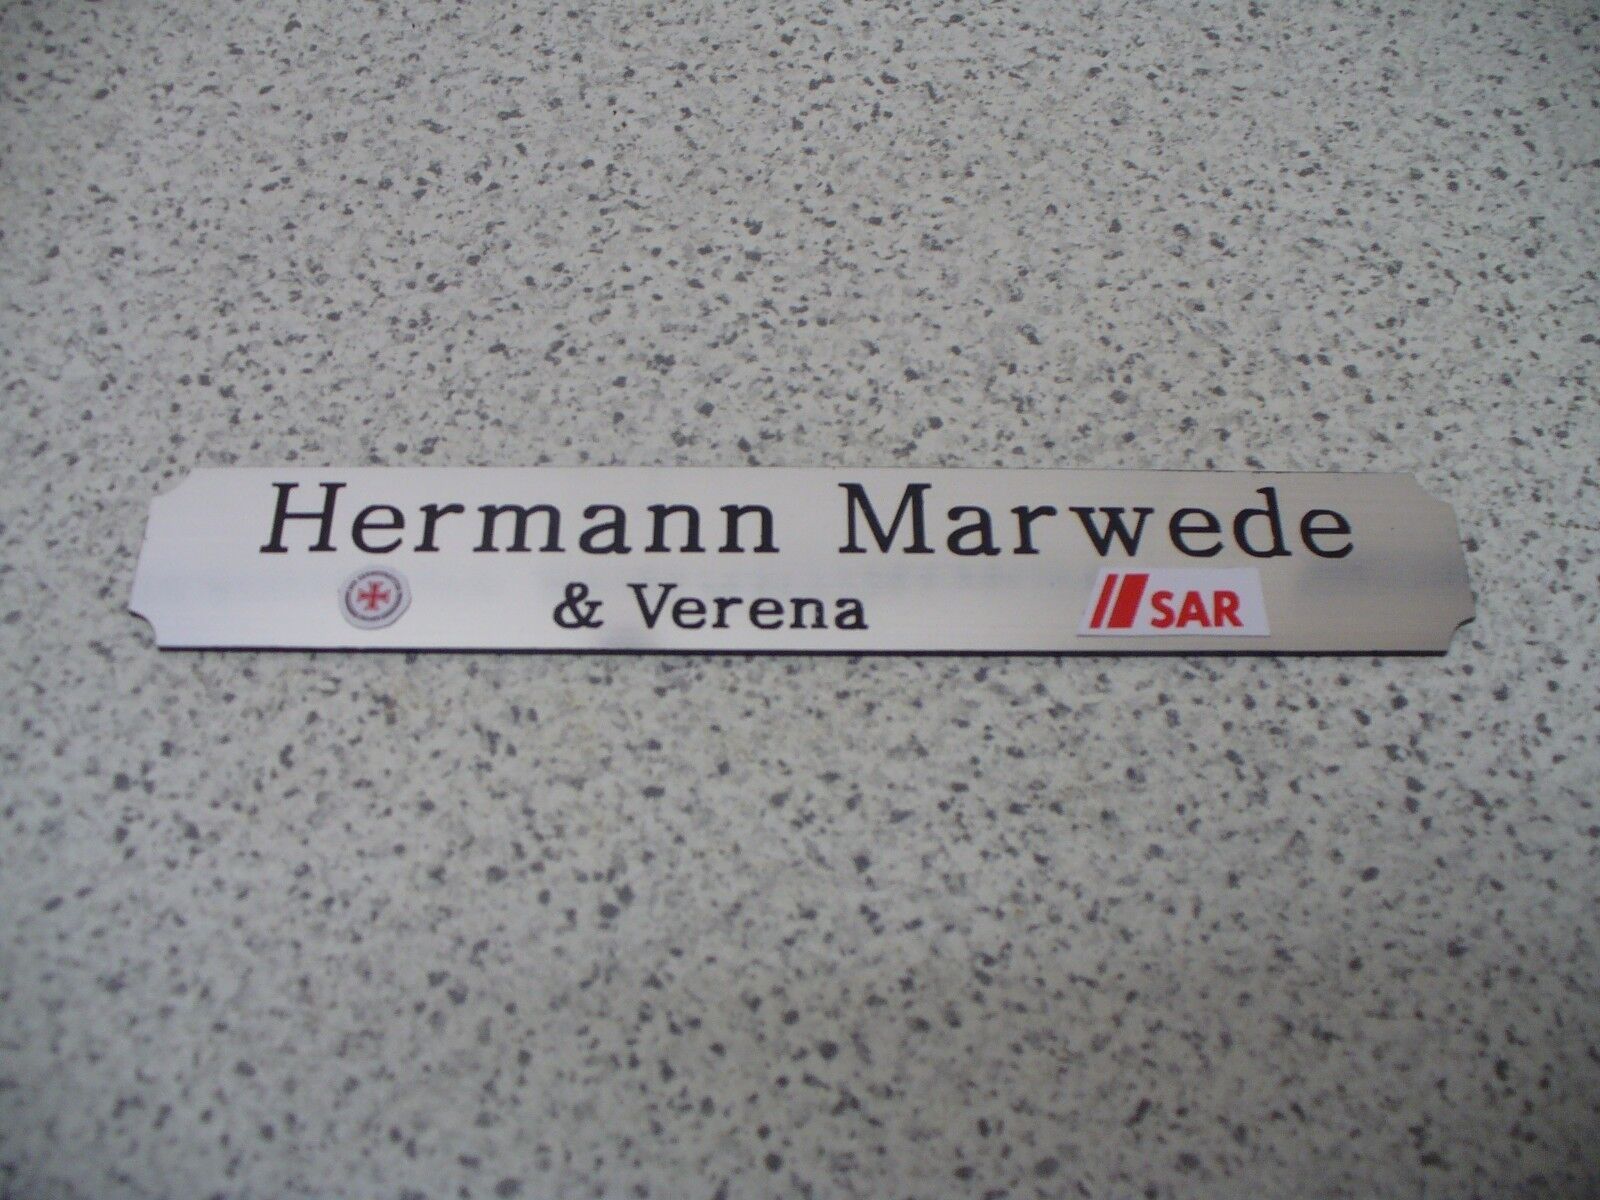 Hermann Marwede
& Verena
SAR